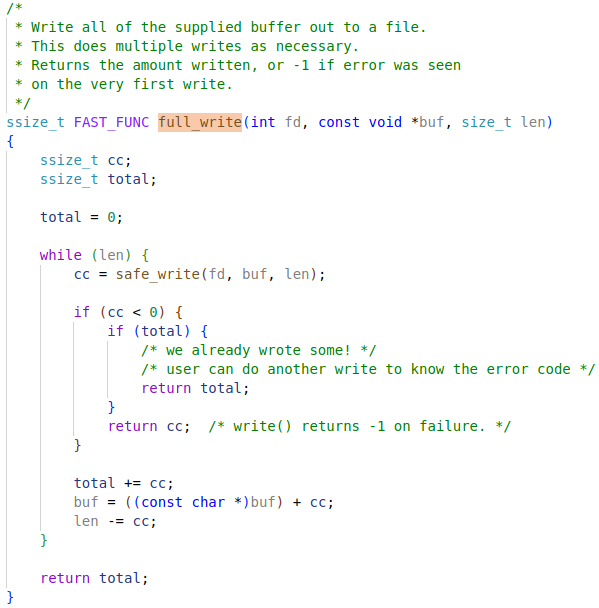 /*
 * Write all of the supplied buffer out to a file.
 * This does multiple writes as necessary.
 * Returns the amount written, or -1 if error was seen
 * on the very first write.
 */
ssize_t FAST_FUNC full_write(int fd, const void *buf, size_t len)
{
    ssize_t cc;
    ssize_t total;

    total = 0;

    while (len) {
        cc = safe_write(fd, buf, len);

        if (cc < 0) {
            if (total) {
                /* we already wrote some! */
                /* user can do another write to know the error code */
                return total;
            }
            return cc;  /* write() returns -1 on failure. */
        }

        total += cc;
        buf = ((const char *)buf) + cc;
        len -= cc;
    }

    return total;
}